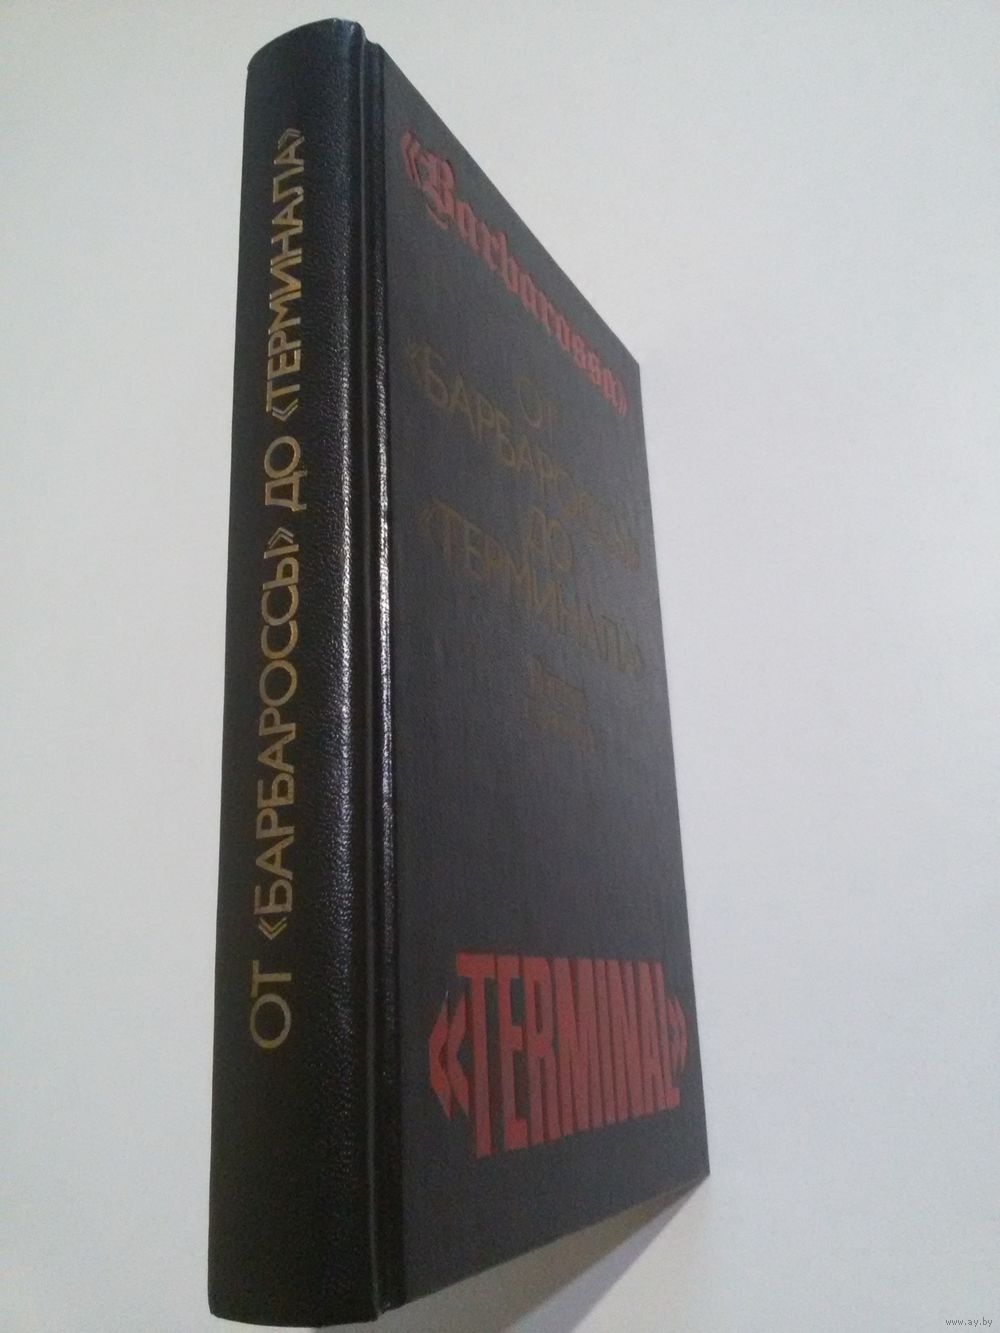 ОТ «БАРБАРОССЫ» ДО «ТЕРМИНАЛА»
«Barbarossa»
ОТ
«БАРБАРОССЫ»
ДО
«ТЕРМИНАЛА»
«TERMINAL»
www.ay.by